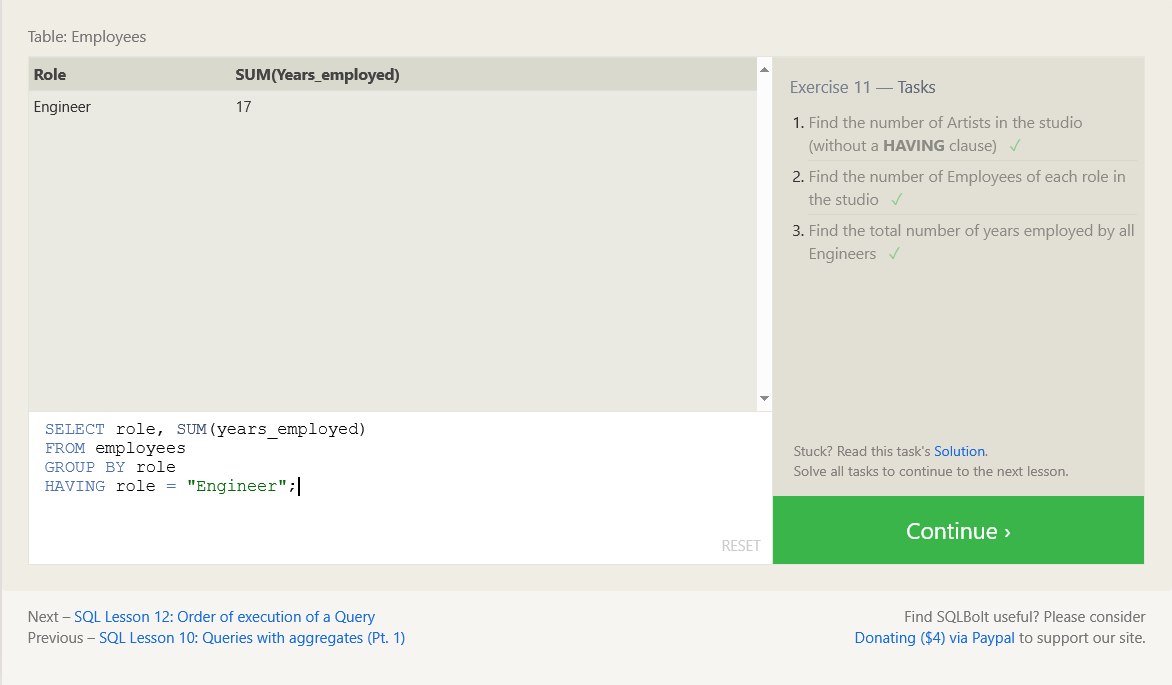 Table: Employees
Role SUM(Years_employed)
Engineer 17
Exercise 11 — Tasks
1. Find the number of Artists in the studio
(without a HAVING clause) ✓
2. Find the number of Employees of each role in
the studio ✓
3. Find the total number of years employed by all
Engineers ✓
SELECT role, SUM(years_employed)
FROM employees
GROUP BY role
HAVING role = "Engineer";
RESET
Stuck? Read this task's Solution.
Solve all tasks to continue to the next lesson.
Continue ›
Next – SQL Lesson 12: Order of execution of a Query
Previous – SQL Lesson 10: Queries with aggregates (Pt. 1)
Find SQLBolt useful? Please consider
Donating ($4) via Paypal to support our site.